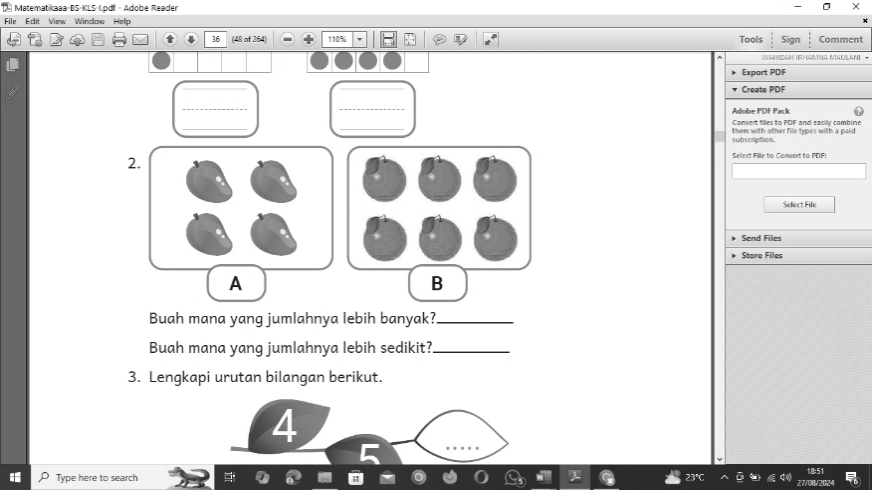 Matematikaaa-BS-KLS-I.pdf - Adobe Reader
File Edit View Window Help
36 (48 of 264) 110% Tools Sign Comment
WAHIDAH IRHAMNA MAULANI
Export PDF
Create PDF
Adobe PDF Pack
Convert files to PDF and easily combine
them with other file types with a paid
subscription.
Select File to Convert to PDF:
Select File
Send Files
Store Files
2.
A B
Buah mana yang jumlahnya lebih banyak?
Buah mana yang jumlahnya lebih sedikit?
3. Lengkapi urutan bilangan berikut.
4
5
.....
Type here to search
23°C
18:51
27/08/2024